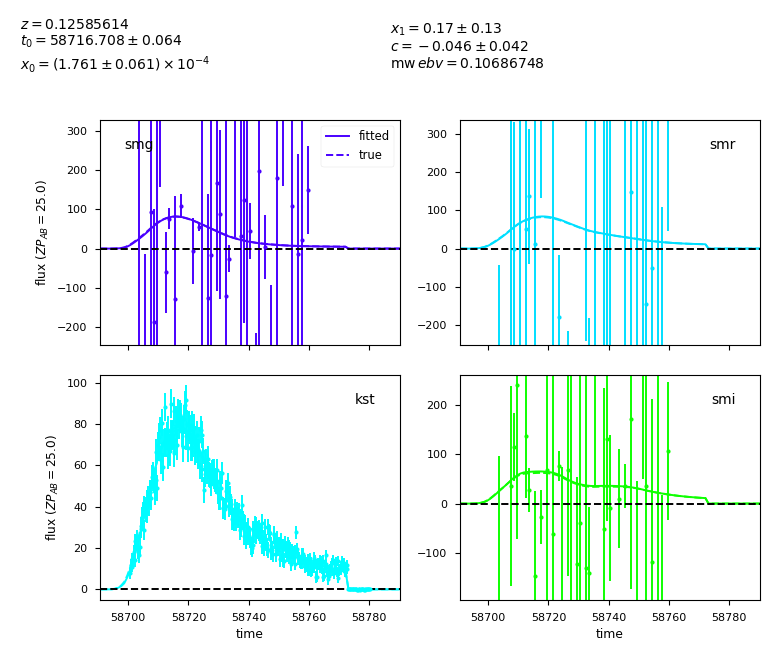 z = 0.12585614
t₀ = 58716.708 ± 0.064
x₀ = (1.761 ± 0.061) × 10⁻⁴
x₁ = 0.17 ± 0.13
c = −0.046 ± 0.042
mw ebv = 0.10686748
smg
fitted
true
300
200
100
0
−100
−200
flux (ZP_AB = 25.0)
smr
300
200
100
0
−100
−200
kst
100
80
60
40
20
0
flux (ZP_AB = 25.0)
58700 58720 58740 58760 58780
time
smi
200
100
0
−100
58700 58720 58740 58760 58780
time